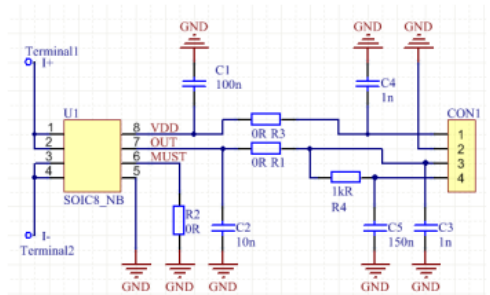 GND
GND
GND
Terminal1
I+
C1
100n
C4
1n
U1
CON1
1
8
VDD
0R R3
1
2
7
OUT
2
3
6
MUST
0R R1
3
4
5
4
SOIC8_NB
1kR
R4
R2
0R
C2
10n
C5
150n
C3
1n
I-
Terminal2
GND
GND
GND
GND
GND